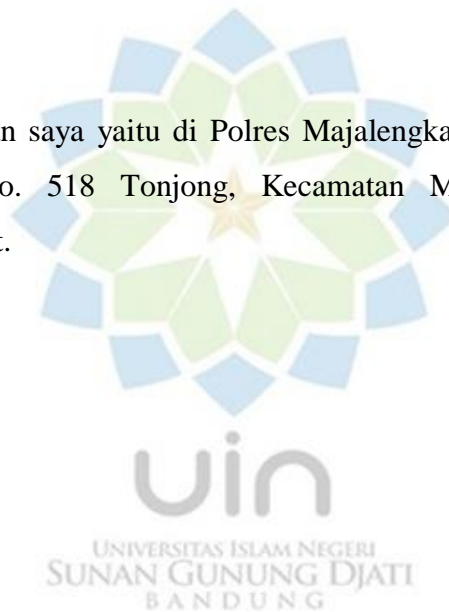 n saya yaitu di Polres Majalengka
o. 518 Tonjong, Kecamatan M
t.
uin
UNIVERSITAS ISLAM NEGERI
SUNAN GUNUNG DJATI
BANDUNG